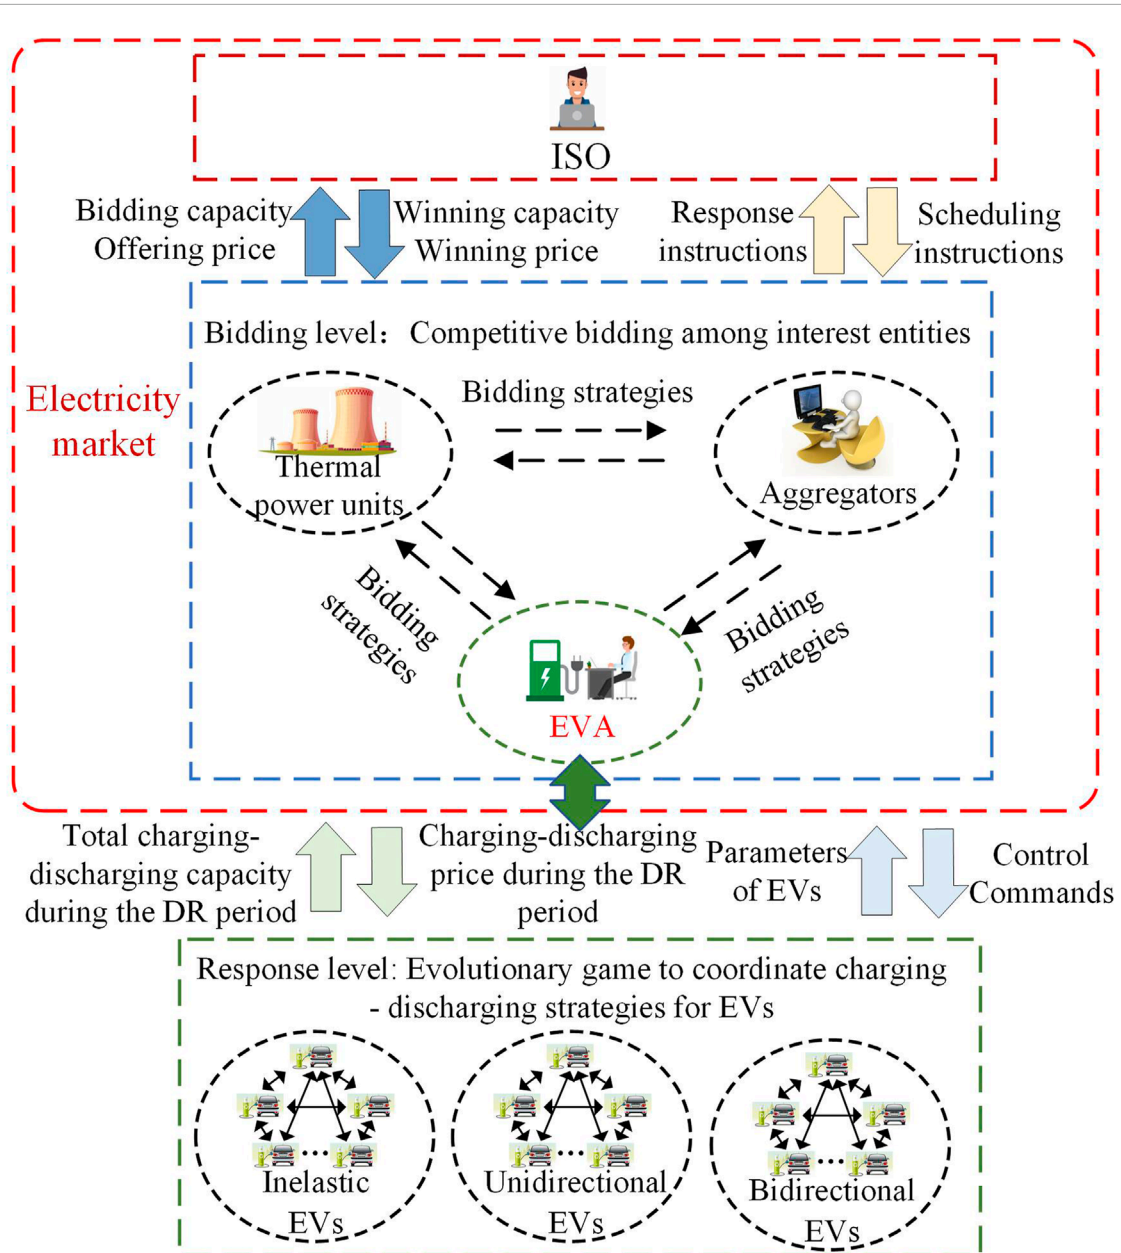 ISO
Bidding capacity
Offering price
Winning capacity
Winning price
Response
instructions
Scheduling
instructions
Electricity
market
Bidding level： Competitive bidding among interest entities
Thermal
power units
Bidding strategies
Aggregators
Bidding
strategies
Bidding
strategies
EVA
Total charging-
discharging capacity
during the DR period
Charging-discharging
price during the DR
period
Parameters
of EVs
Control
Commands
Response level: Evolutionary game to coordinate charging
- discharging strategies for EVs
...
Inelastic
EVs
...
Unidirectional
EVs
...
Bidirectional
EVs